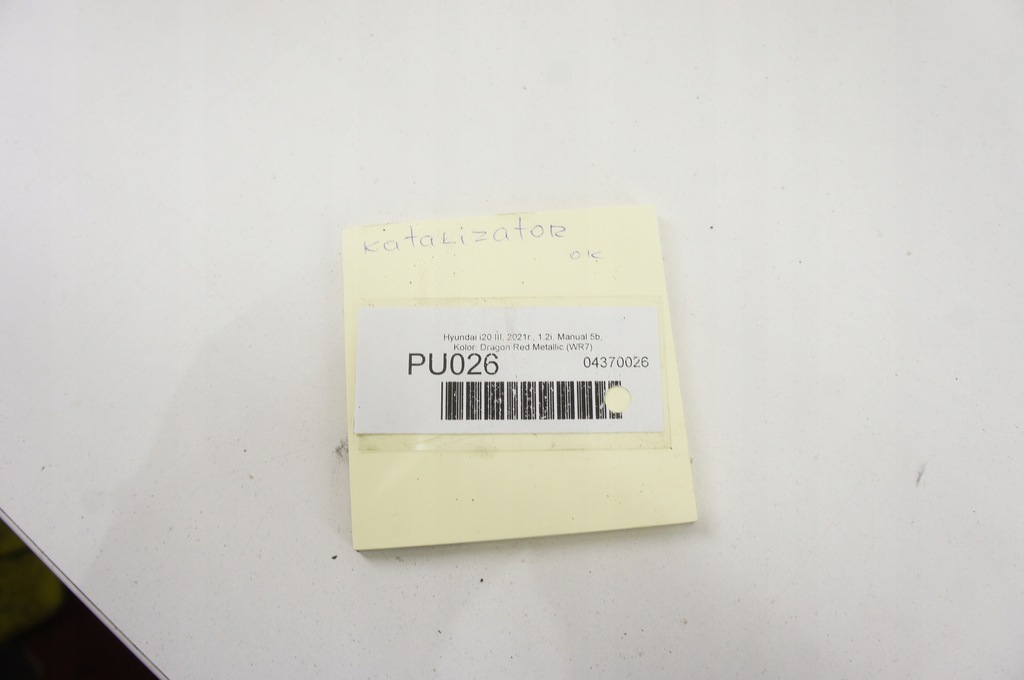 Katalizator
OK
Hyundai i20 III, 2021r., 1.2i, Manual 5b,
Kolor: Dragon Red Metallic (WR7)
PU026 04370026